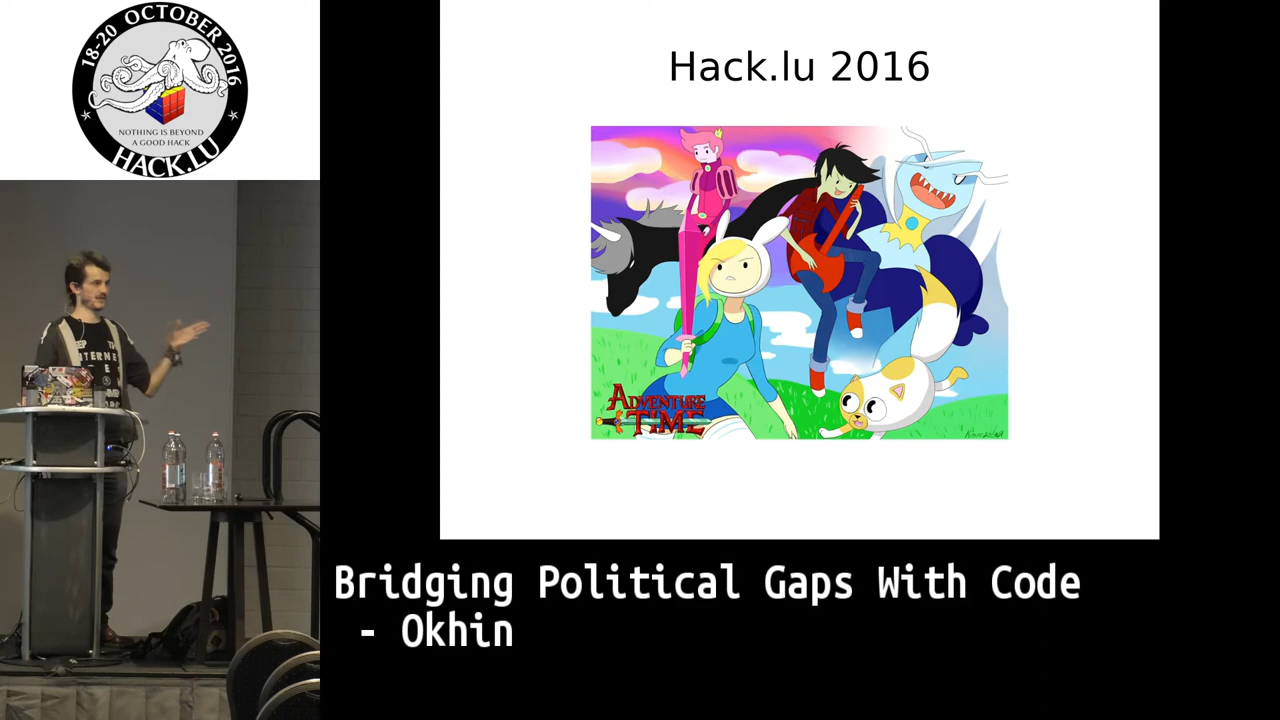 18-20 OCTOBER 2016
NOTHING IS BEYOND
A GOOD HACK
HACK.LU
Hack.lu 2016
ADVENTURE
TIME
Bridging Political Gaps With Code
- Okhin